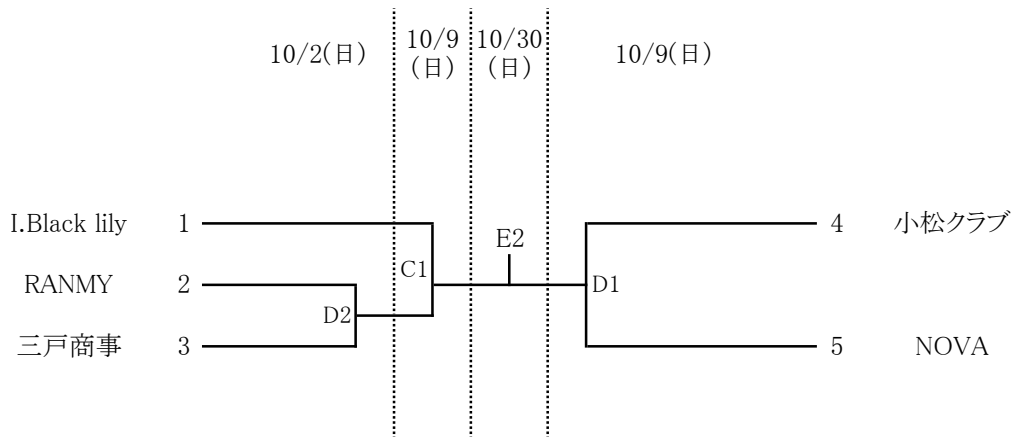 10/2(日)
10/9
(日)
10/30
(日)
10/9(日)
I.Black lily 1
4 小松クラブ
E2
C1
RANMY 2
D1
D2
三戸商事 3
5 NOVA